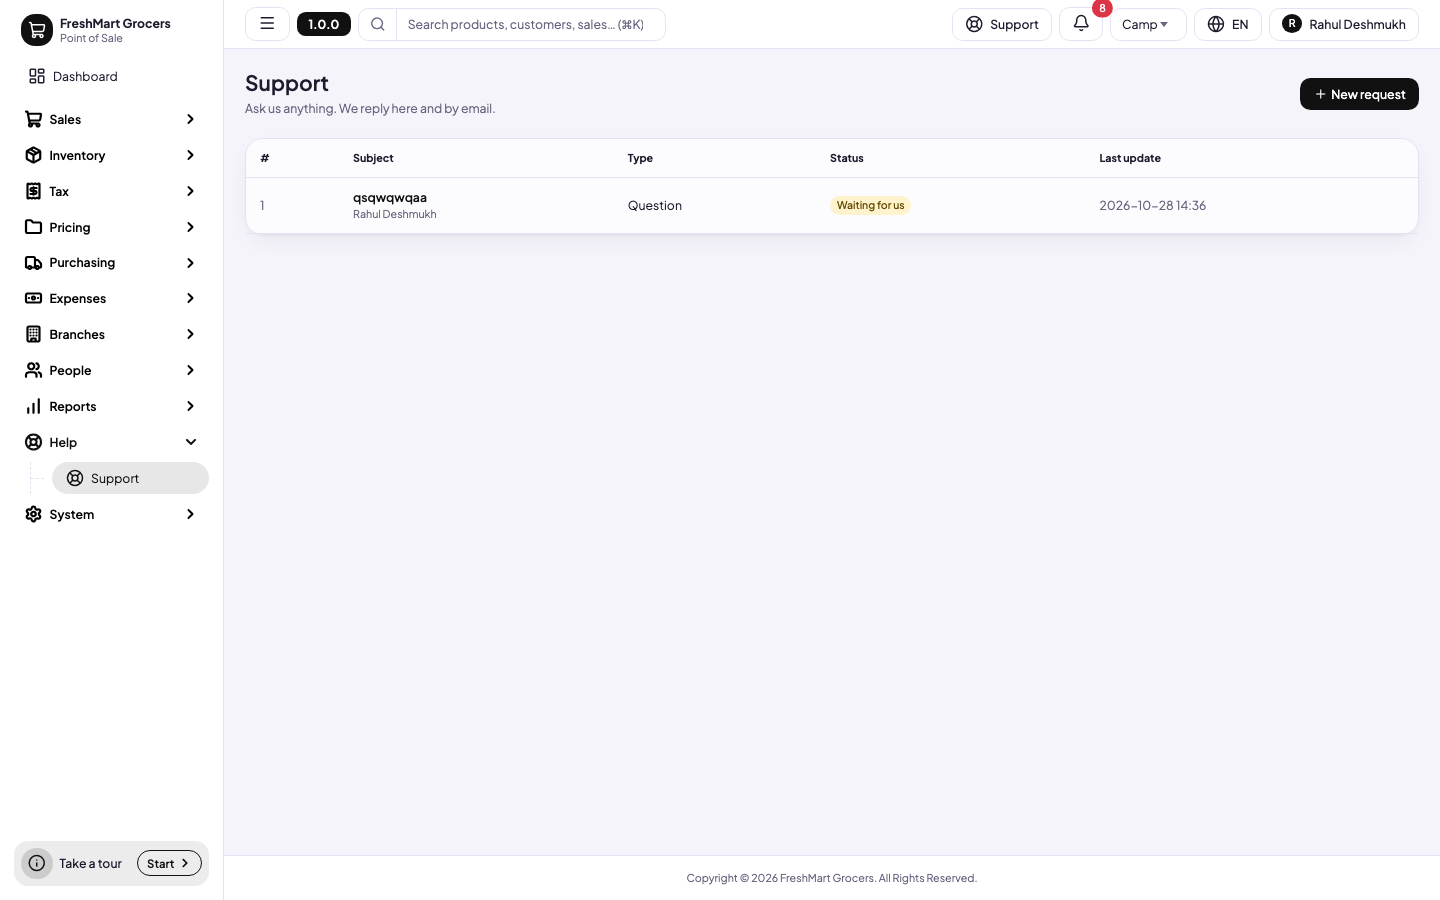 FreshMart Grocers
Point of Sale
Dashboard
Sales
Inventory
Tax
Pricing
Purchasing
Expenses
Branches
People
Reports
Help
Support
System
Take a tour
Start
1.0.0
Search products, customers, sales... (⌘K)
Support
8
Camp
EN
R
Rahul Deshmukh
Support
Ask us anything. We reply here and by email.
+ New request
# Subject Type Status Last update
1 qsqwqwqaa Question Waiting for us 2026-10-28 14:36
Rahul Deshmukh
Copyright © 2026 FreshMart Grocers. All Rights Reserved.